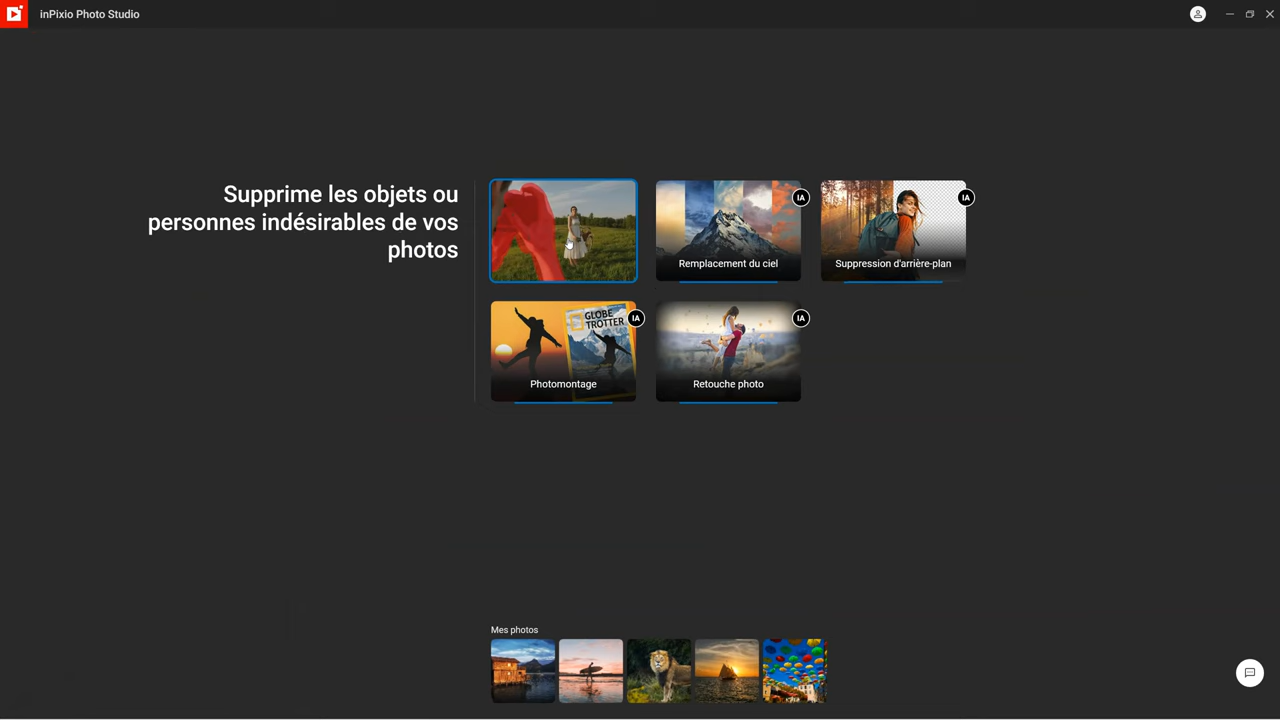 inPixio Photo Studio
Supprime les objets ou
personnes indésirables de vos
photos
IA
Remplacement du ciel
IA
Suppression d'arrière-plan
GLOBE
TROTTER
IA
Photomontage
IA
Retouche photo
Mes photos